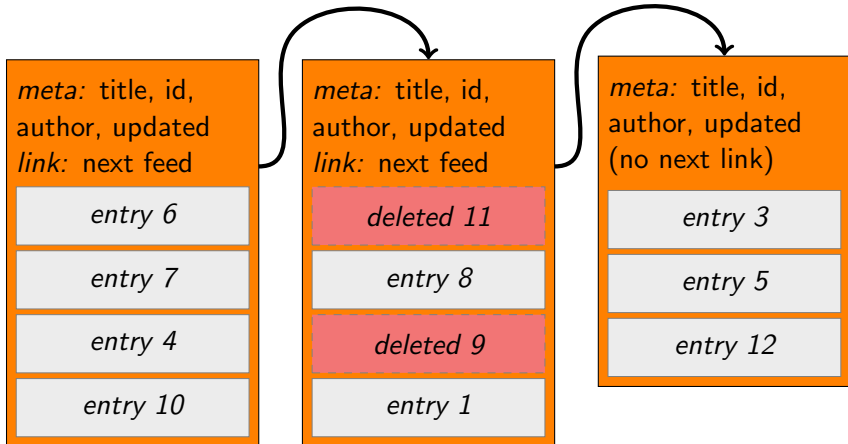 meta: title, id,
author, updated
link: next feed
entry 6
entry 7
entry 4
entry 10
meta: title, id,
author, updated
link: next feed
deleted 11
entry 8
deleted 9
entry 1
meta: title, id,
author, updated
(no next link)
entry 3
entry 5
entry 12